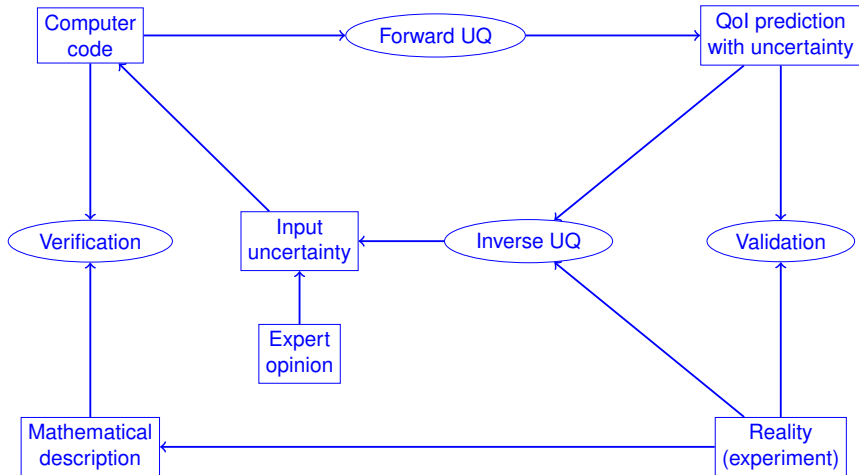 Computer
code
Forward UQ
QoI prediction
with uncertainty
Verification
Input
uncertainty
Inverse UQ
Validation
Expert
opinion
Mathematical
description
Reality
(experiment)